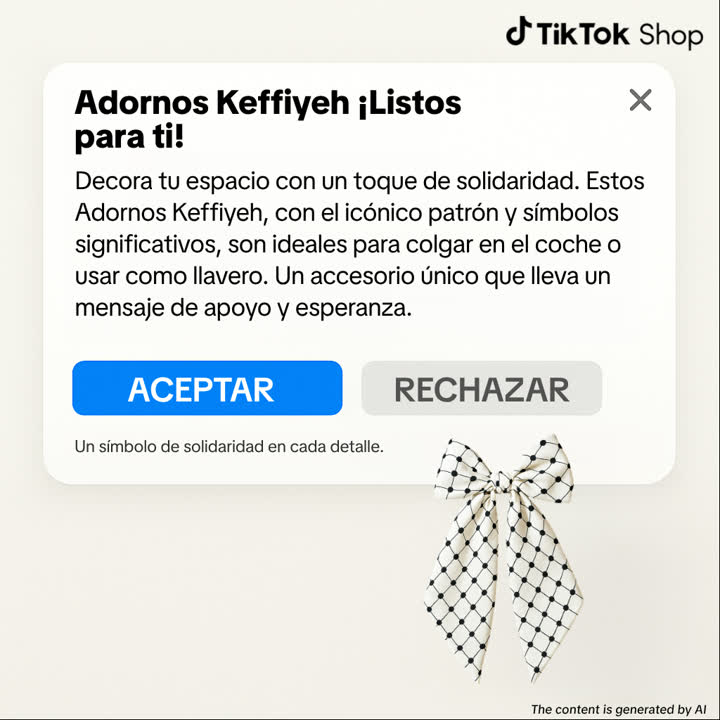 TikTok Shop
Adornos Keffiyeh ¡Listos
para ti!
Decora tu espacio con un toque de solidaridad. Estos
Adornos Keffiyeh, con el icónico patrón y símbolos
significativos, son ideales para colgar en el coche o
usar como llavero. Un accesorio único que lleva un
mensaje de apoyo y esperanza.
ACEPTAR
RECHAZAR
Un símbolo de solidaridad en cada detalle.
The content is generated by AI